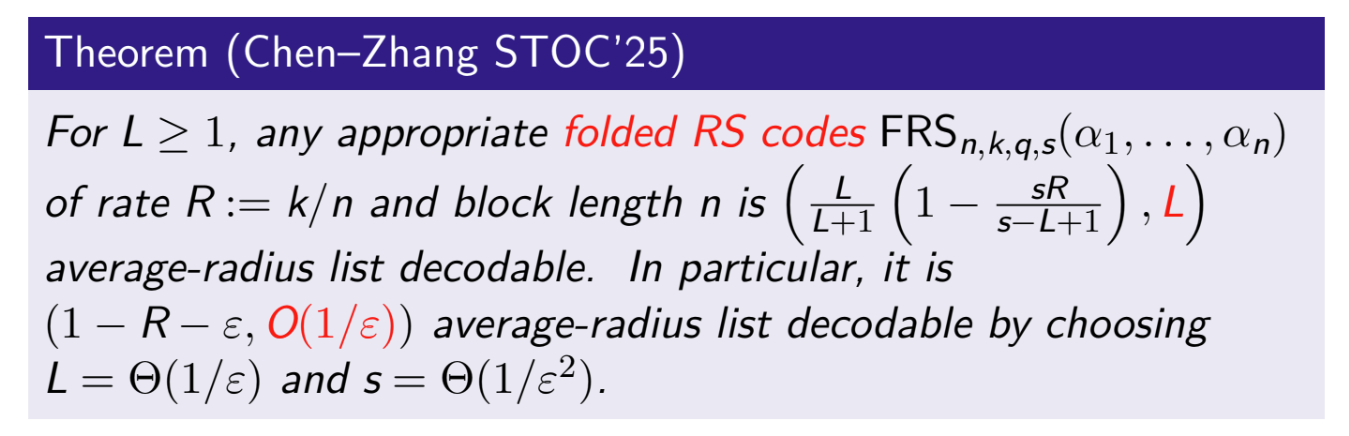 Theorem (Chen–Zhang STOC'25)
For L ≥ 1, any appropriate folded RS codes FRS_{n,k,q,s}(α_1, …, α_n)
of rate R := k/n and block length n is (L/(L+1) (1 − sR/(s−L+1)), L)
average-radius list decodable. In particular, it is
(1 − R − ε, O(1/ε)) average-radius list decodable by choosing
L = Θ(1/ε) and s = Θ(1/ε²).